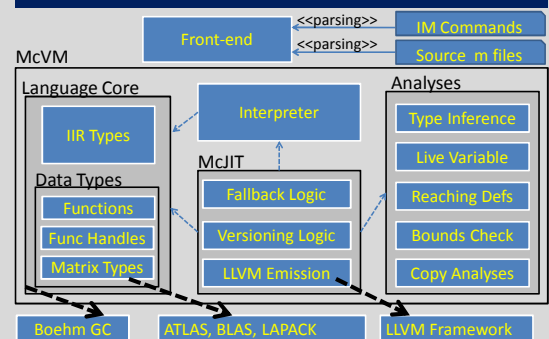 <<parsing>>
IM Commands
Front-end
<<parsing>>
Source m files
McVM
Language Core
Analyses
IIR Types
Interpreter
Type Inference
McJIT
Live Variable
Data Types
Fallback Logic
Reaching Defs
Functions
Func Handles
Versioning Logic
Bounds Check
Matrix Types
LLVM Emission
Copy Analyses
Boehm GC
ATLAS, BLAS, LAPACK
LLVM Framework